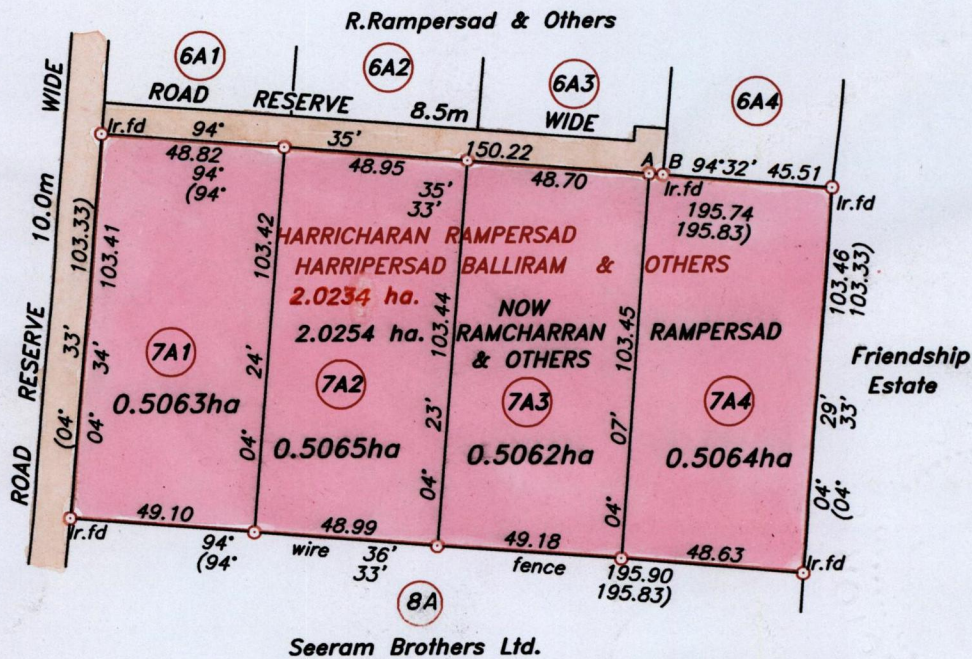 R.Rampersad & Others
6A1
6A2
6A3
6A4
ROAD RESERVE 8.5m WIDE
ROAD RESERVE 10.0m WIDE
Ir.fd
94° 35' 150.22
48.82
48.95
48.70
A
B
94°32' 45.51
Ir.fd
Ir.fd
94° 35' 195.74
(94° 33' 195.83)
(04° 33' 103.33)
04° 34' 103.41
04° 24' 103.42
04° 23' 103.44
04° 07' 103.45
04° 29' 103.46
(04° 33' 103.33)
HARRICHARAN RAMPERSAD
HARRIPERSAD BALLIRAM & OTHERS
2.0234 ha.
2.0254 ha.
NOW
RAMCHARRAN RAMPERSAD
& OTHERS
Friendship
Estate
7A1
7A2
7A3
7A4
0.5063ha
0.5065ha
0.5062ha
0.5064ha
49.10
48.99
49.18
48.63
Ir.fd
Ir.fd
wire fence
94° 36' 195.90
(94° 33' 195.83)
8A
Seeram Brothers Ltd.